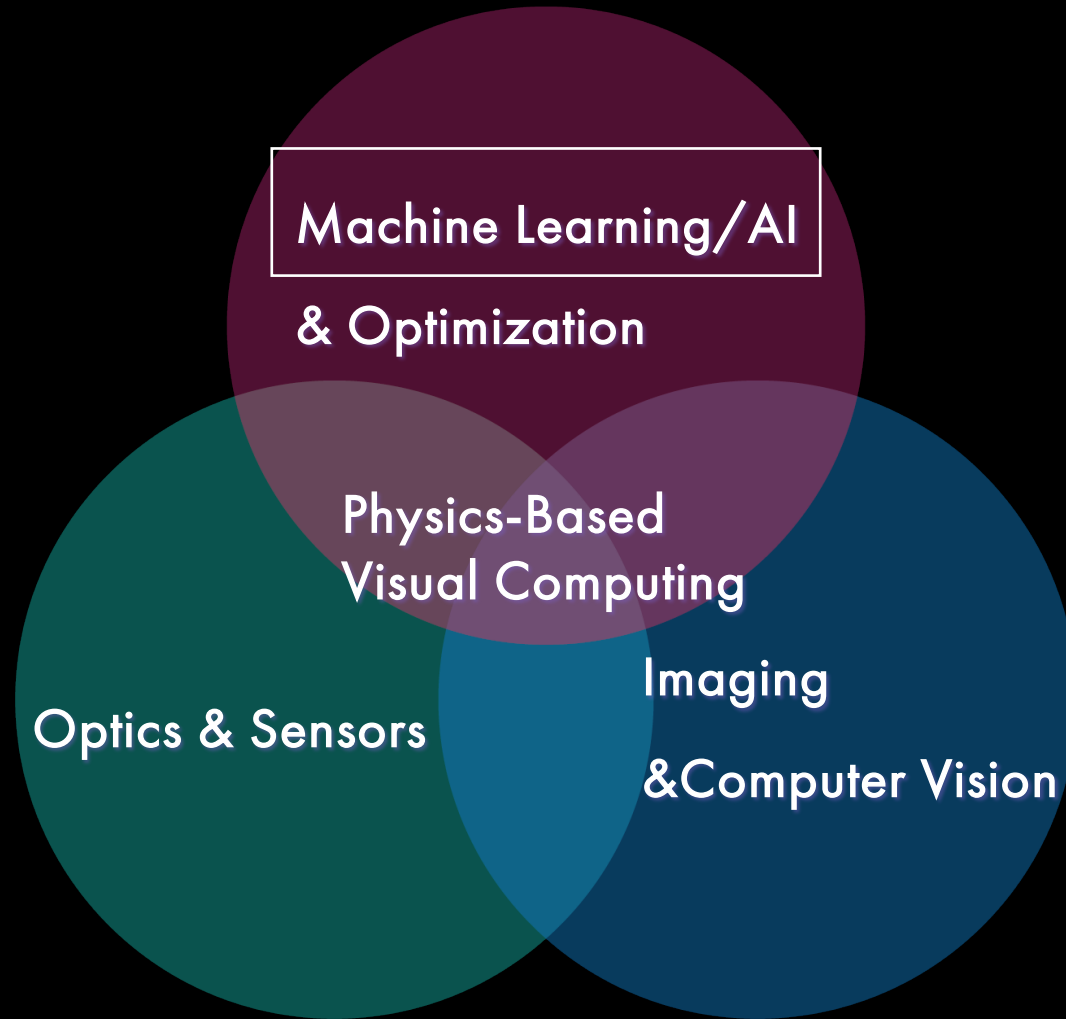 Machine Learning/AI
& Optimization
Physics-Based
Visual Computing
Imaging
&Computer Vision
Optics & Sensors